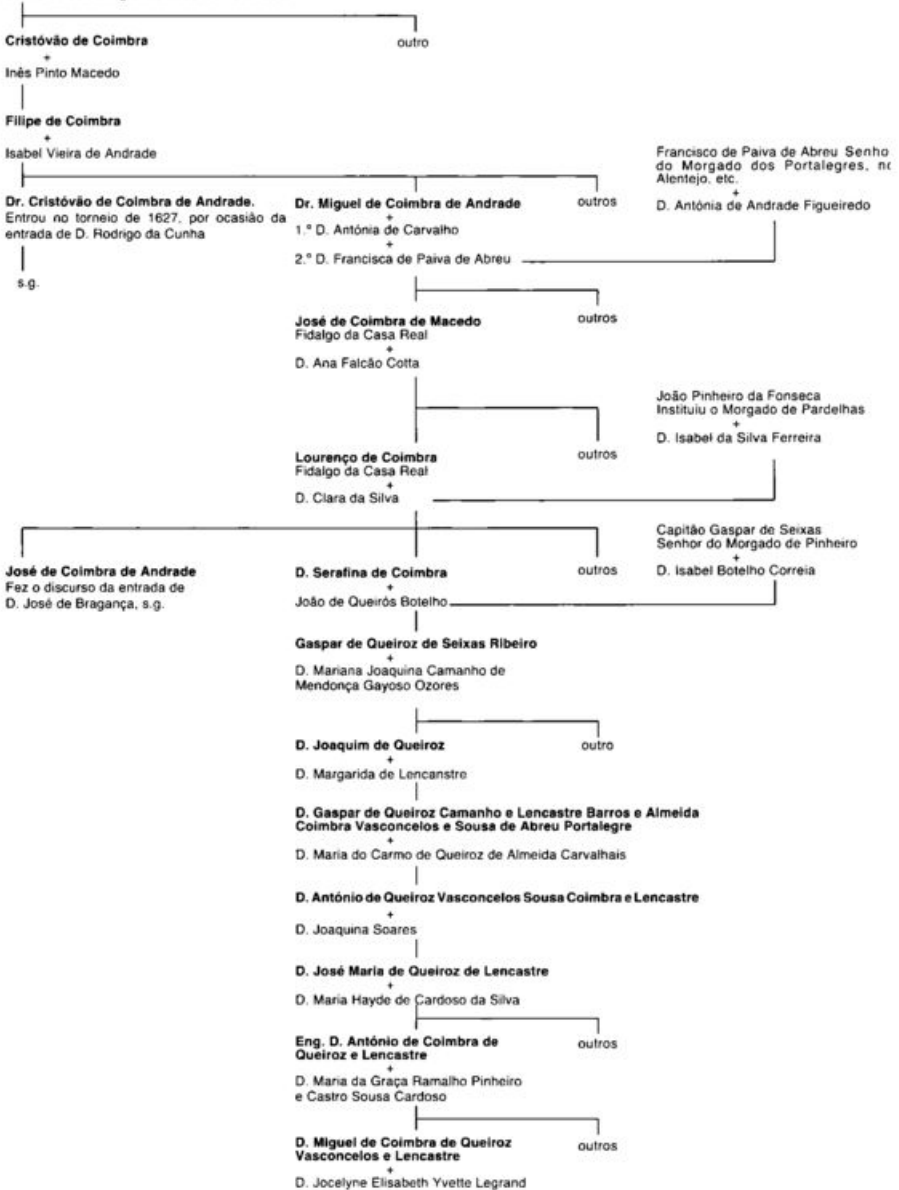 Cristóvão de Coimbra
outro
+
Inês Pinto Macedo
Filipe de Coimbra
+
Isabel Vieira de Andrade
Francisco de Paiva de Abreu Senho
do Morgado dos Portalegres, no
Alentejo, etc.
+
D. Antónia de Andrade Figueiredo
Dr. Cristóvão de Coimbra de Andrade.
Entrou no torneio de 1627, por ocasião da
entrada de D. Rodrigo da Cunha
s.g.
Dr. Miguel de Coimbra de Andrade
outros
+
1.º D. Antónia de Carvalho
+
2.º D. Francisca de Paiva de Abreu
José de Coimbra de Macedo
outros
Fidalgo da Casa Real
+
D. Ana Falcão Cotta
João Pinheiro da Fonseca
Instituiu o Morgado de Pardelhas
+
D. Isabel da Silva Ferreira
Lourenço de Coimbra
outros
Fidalgo da Casa Real
+
D. Clara da Silva
Capitão Gaspar de Seixas
Senhor do Morgado de Pinheiro
+
D. Isabel Botelho Correia
José de Coimbra de Andrade
Fez o discurso da entrada de
D. José de Bragança, s.g.
D. Serafina de Coimbra
outros
+
João de Queirós Botelho
Gaspar de Queiroz de Seixas Ribeiro
+
D. Mariana Joaquina Camanho de
Mendonça Gayoso Ozores
D. Joaquim de Queiroz
outro
+
D. Margarida de Lencanstre
D. Gaspar de Queiroz Camanho e Lencastre Barros e Almeida
Coimbra Vasconcelos e Sousa de Abreu Portalegre
+
D. Maria do Carmo de Queiroz de Almeida Carvalhais
D. António de Queiroz Vasconcelos Sousa Coimbra e Lencastre
+
D. Joaquina Soares
D. José Maria de Queiroz de Lencastre
+
D. Maria Hayde de Cardoso da Silva
Eng. D. António de Coimbra de
Queiroz e Lencastre
outros
+
D. Maria da Graça Ramalho Pinheiro
e Castro Sousa Cardoso
D. Miguel de Coimbra de Queiroz
Vasconcelos e Lencastre
outros
+
D. Jocelyne Elisabeth Yvette Legrand